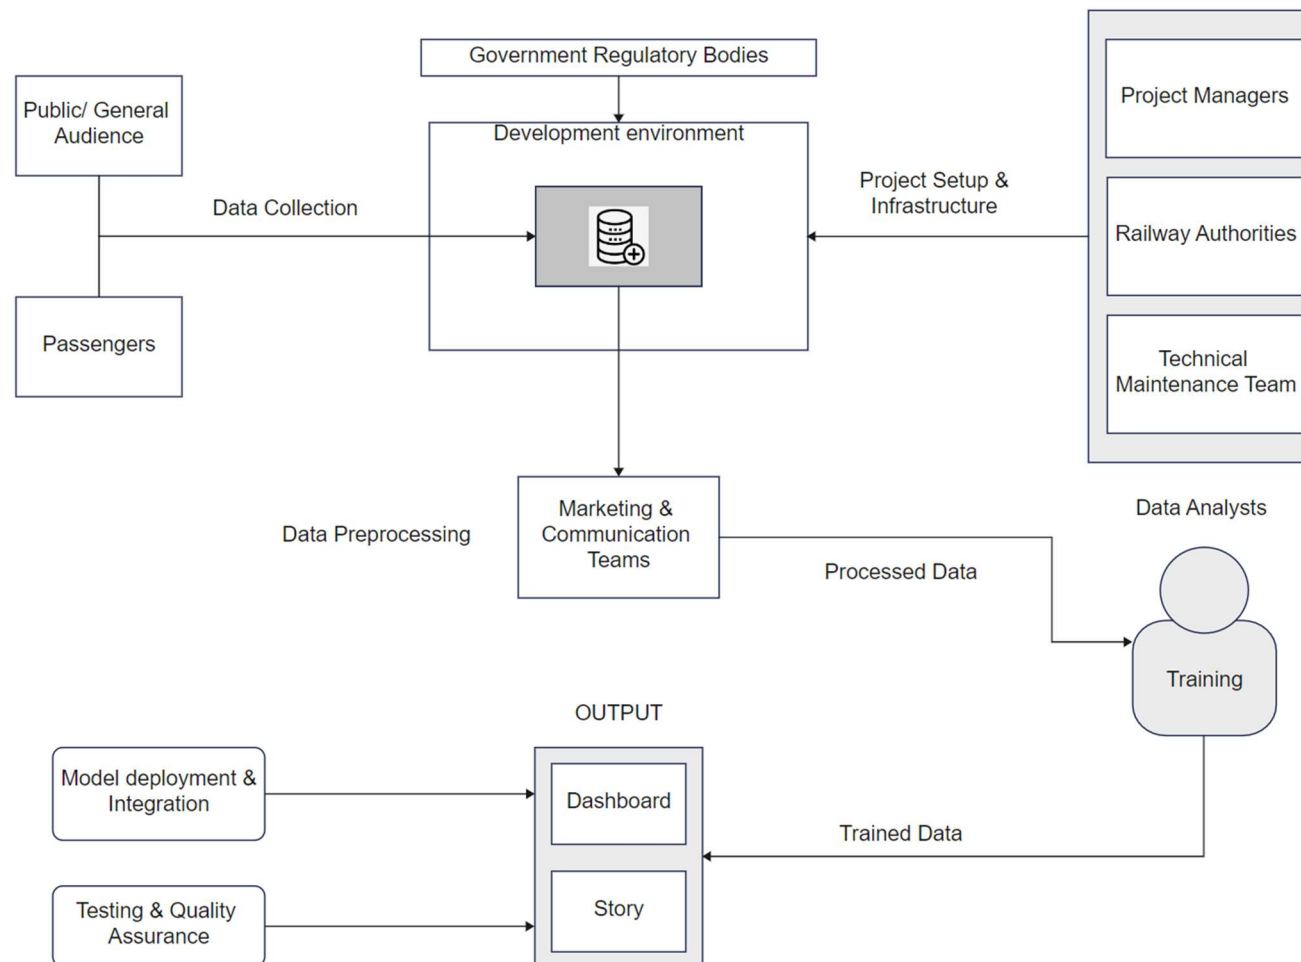 Government Regulatory Bodies
Public/ General
Audience
Development environment
Project Managers
Data Collection
Project Setup &
Infrastructure
Railway Authorities
Passengers
Technical
Maintenance Team
Data Preprocessing
Marketing &
Communication
Teams
Data Analysts
Processed Data
Training
OUTPUT
Model deployment &
Integration
Dashboard
Trained Data
Testing & Quality
Assurance
Story